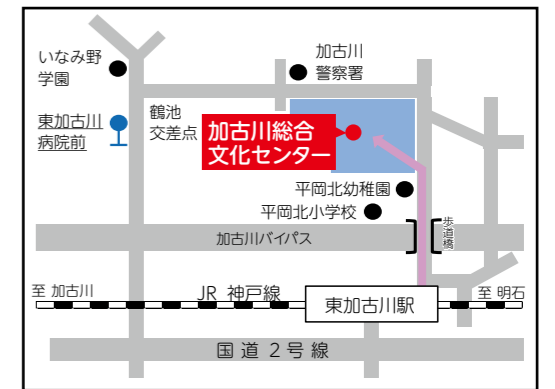 いなみ野
学園
加古川
警察署
東加古川
病院前
鶴池
交差点
加古川総合
文化センター
平岡北幼稚園
平岡北小学校
歩道橋
加古川バイパス
至 加古川
JR 神戸線
東加古川駅
至 明石
国道2号線